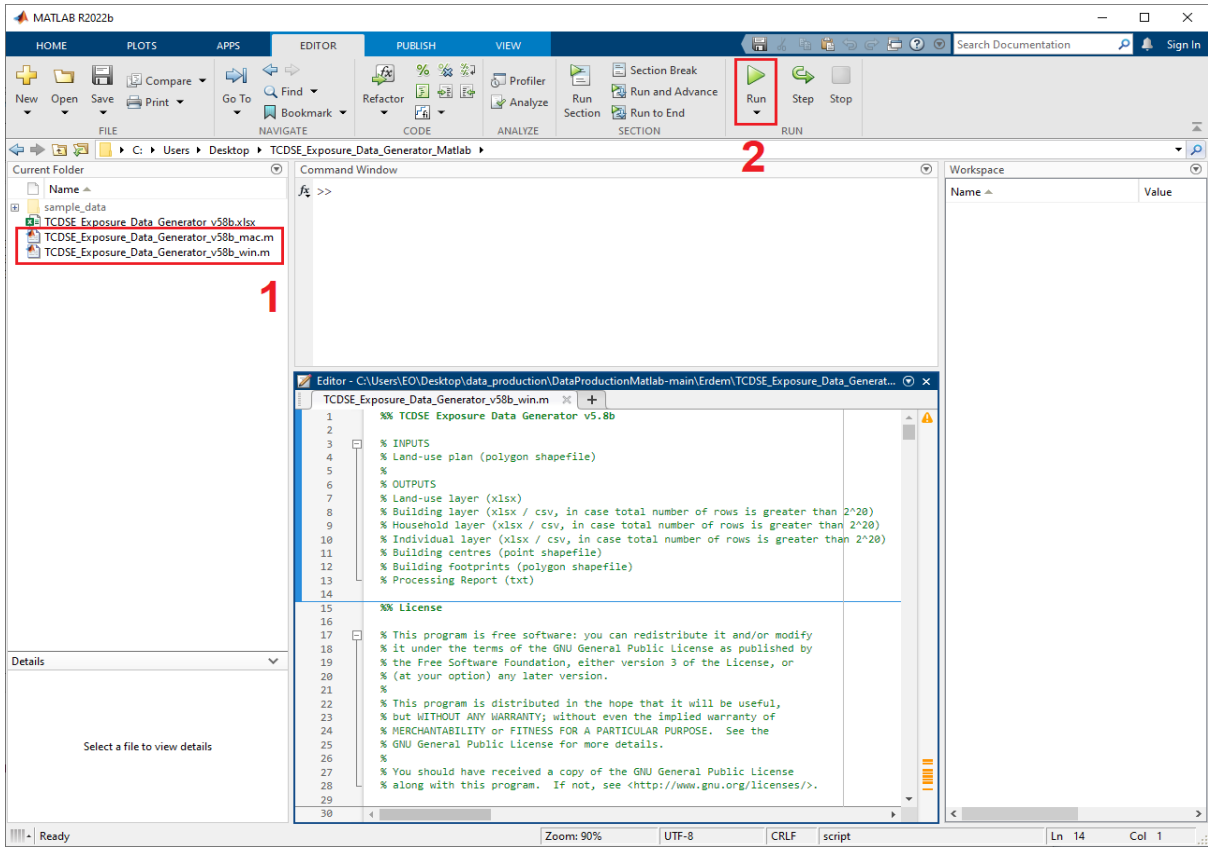 MATLAB R2022b
HOME PLOTS APPS EDITOR PUBLISH VIEW Search Documentation Sign In
New Open Save Compare Print Go To Find Bookmark Refactor Profiler Analyze Run Section Section Break Run and Advance Run to End Run Step Stop
FILE NAVIGATE CODE ANALYZE SECTION RUN
C: Users Desktop TCDSE_Exposure_Data_Generator_Matlab
2
Current Folder
Name
sample_data
TCDSE_Exposure_Data_Generator_v58b.xlsx
TCDSE_Exposure_Data_Generator_v58b_mac.m
TCDSE_Exposure_Data_Generator_v58b_win.m
1
Details
Select a file to view details
Command Window
fx >>
Editor - C:\Users\EO\Desktop\data_production\DataProductionMatlab-main\Erdem\TCDSE_Exposure_Data_Generat...
TCDSE_Exposure_Data_Generator_v58b_win.m
1 %% TCDSE Exposure Data Generator v5.8b
2
3 % INPUTS
4 % Land-use plan (polygon shapefile)
5 %
6 % OUTPUTS
7 % Land-use layer (xlsx)
8 % Building layer (xlsx / csv, in case total number of rows is greater than 2^20)
9 % Household layer (xlsx / csv, in case total number of rows is greater than 2^20)
10 % Individual layer (xlsx / csv, in case total number of rows is greater than 2^20)
11 % Building centres (point shapefile)
12 % Building footprints (polygon shapefile)
13 % Processing Report (txt)
14
15 %% License
16
17 % This program is free software: you can redistribute it and/or modify
18 % it under the terms of the GNU General Public License as published by
19 % the Free Software Foundation, either version 3 of the License, or
20 % (at your option) any later version.
21 %
22 % This program is distributed in the hope that it will be useful,
23 % but WITHOUT ANY WARRANTY; without even the implied warranty of
24 % MERCHANTABILITY or FITNESS FOR A PARTICULAR PURPOSE. See the
25 % GNU General Public License for more details.
26 %
27 % You should have received a copy of the GNU General Public License
28 % along with this program. If not, see <http://www.gnu.org/licenses/>.
29
30
Workspace
Name Value
Ready Zoom: 90% UTF-8 CRLF script Ln 14 Col 1